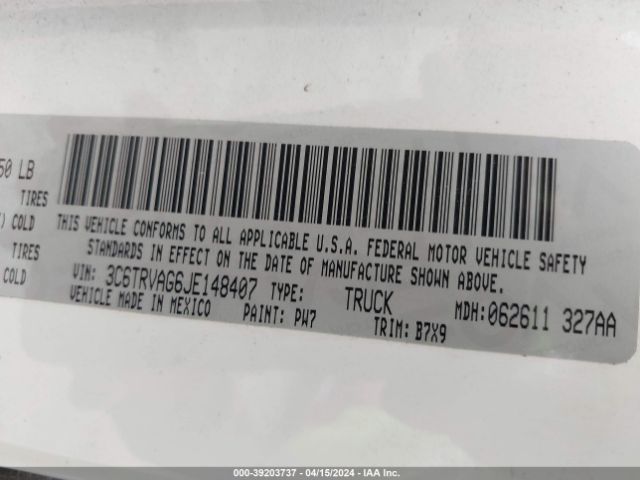 50 LB
TIRES
) COLD
TIRES
COLD
THIS VEHICLE CONFORMS TO ALL APPLICABLE U.S.A. FEDERAL MOTOR VEHICLE SAFETY
STANDARDS IN EFFECT ON THE DATE OF MANUFACTURE SHOWN ABOVE.
VIN: 3C6TRVAG6JE148407 TYPE: TRUCK MDH:062611 327AA
VEHICLE MADE IN MEXICO PAINT: PW7 TRIM: B7X9
000-39203737 - 04/15/2024 - IAA Inc.